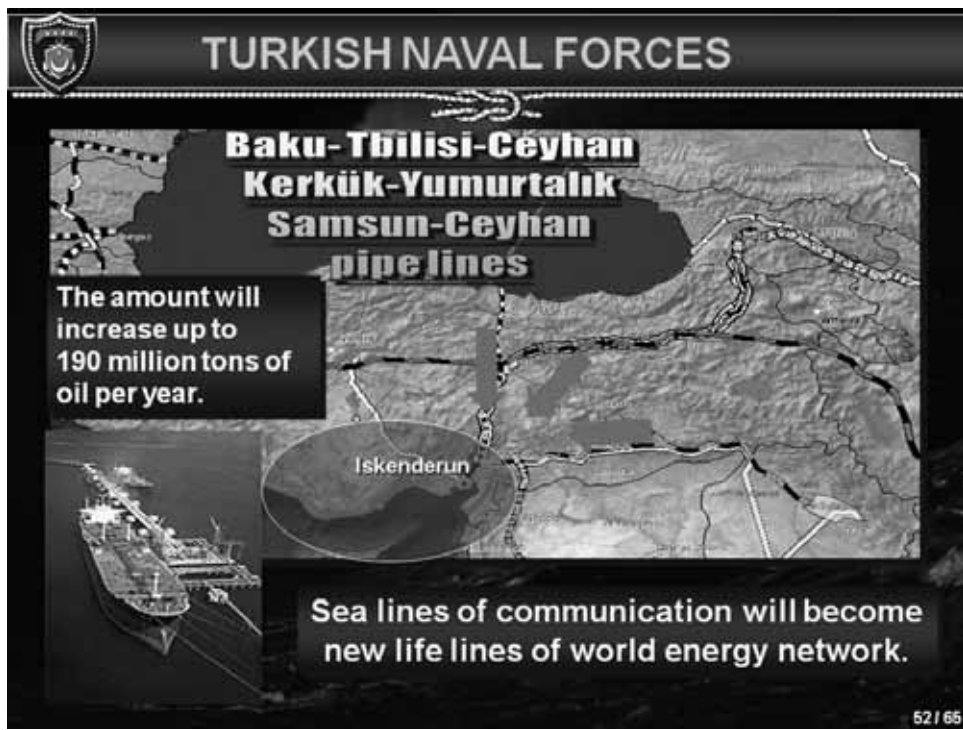 TURKISH NAVAL FORCES
Baku-Tbilisi-Ceyhan
Kerkük-Yumurtalık
Samsun-Ceyhan
pipe lines
The amount will
increase up to
190 million tons of
oil per year.
Iskenderun
Sea lines of communication will become
new life lines of world energy network.
52 / 65